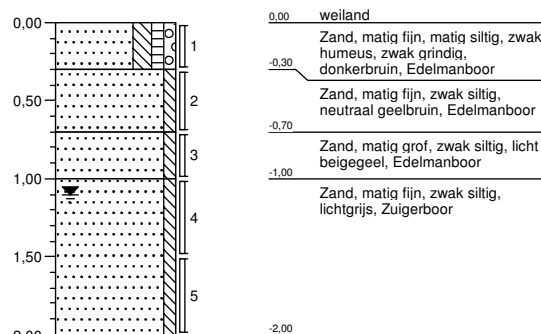 0,00
0,50
1,00
1,50
2,00
1
2
3
4
5
0,00 weiland
Zand, matig fijn, matig siltig, zwak
humeus, zwak grindig,
donkerbruin, Edelmanboor
-0,30
Zand, matig fijn, zwak siltig,
neutraal geelbruin, Edelmanboor
-0,70
Zand, matig grof, zwak siltig, licht
beigegeel, Edelmanboor
-1,00
Zand, matig fijn, zwak siltig,
lichtgrijs, Zuigerboor
-2,00